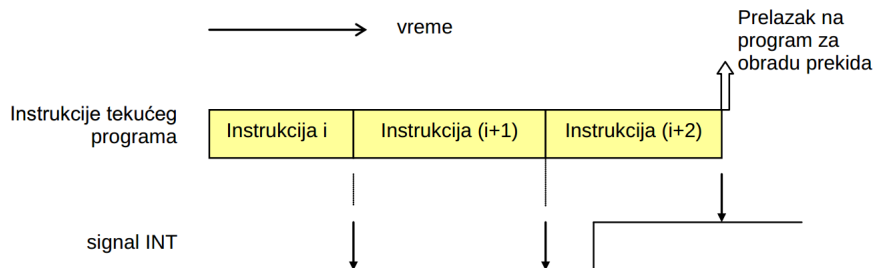 vreme
Prelazak na
program za
obradu prekida
Instrukcije tekućeg
programa
Instrukcija i
Instrukcija (i+1)
Instrukcija (i+2)
signal INT